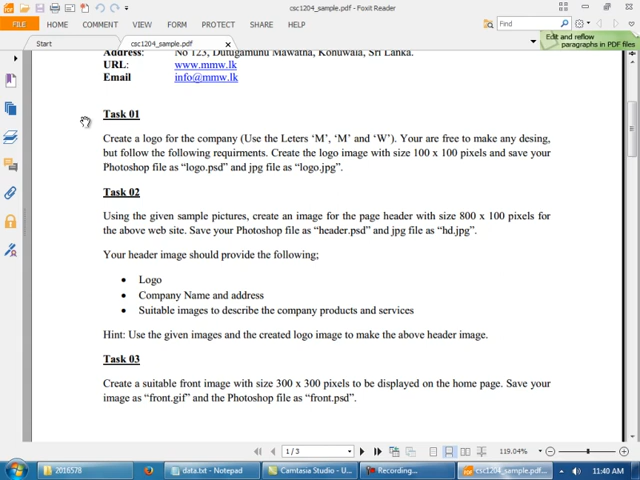 csc1204_sample.pdf - Foxit Reader
FILE HOME COMMENT VIEW FORM PROTECT SHARE HELP
Find
Start csc1204_sample.pdf
Edit and reflow
paragraphs in PDF files
Address: No 123, Dutugamunu Mawatha, Kohuwala, Sri Lanka.
URL: www.mmw.lk
Email info@mmw.lk
Task 01
Create a logo for the company (Use the Leters ‘M’, ‘M’ and ‘W’). Your are free to make any desing,
but follow the following requirments. Create the logo image with size 100 x 100 pixels and save your
Photoshop file as “logo.psd” and jpg file as “logo.jpg”.
Task 02
Using the given sample pictures, create an image for the page header with size 800 x 100 pixels for
the above web site. Save your Photoshop file as “header.psd” and jpg file as “hd.jpg”.
Your header image should provide the following;
• Logo
• Company Name and address
• Suitable images to describe the company products and services
Hint: Use the given images and the created logo image to make the above header image.
Task 03
Create a suitable front image with size 300 x 300 pixels to be displayed on the home page. Save your
image as “front.gif” and the Photoshop file as “front.psd”.
1 / 3 119.04%
2016578 data.txt - Notepad Camtasia Studio - U... Recording... csc1204_sample.pd... 11:40 AM